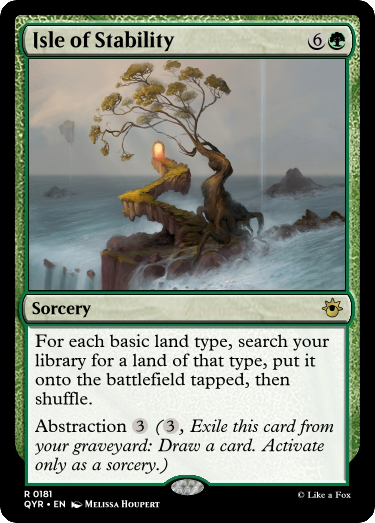 Isle of Stability 6
Sorcery
For each basic land type, search your
library for a land of that type, put it
onto the battlefield tapped, then
shuffle.
Abstraction 3 (3, Exile this card from
your graveyard: Draw a card. Activate
only as a sorcery.)
R 0181
QYR • EN Melissa Houpert
© Like a Fox